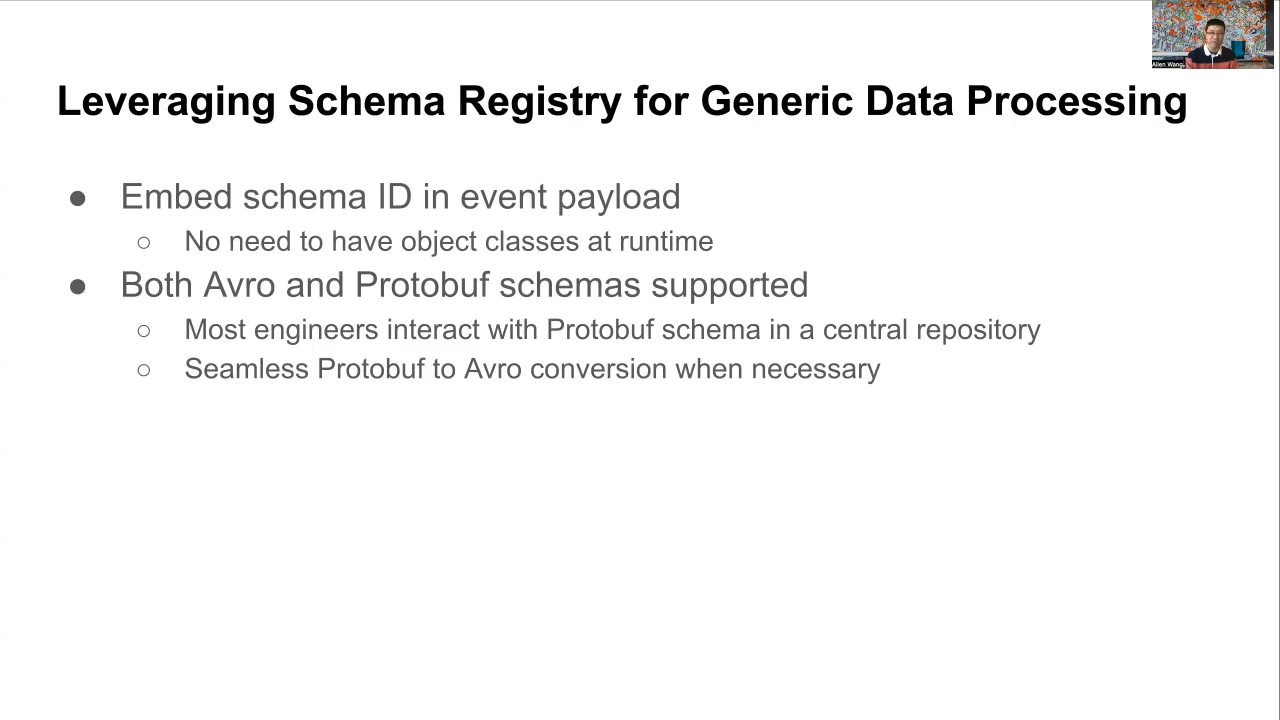 Allen Wang
Leveraging Schema Registry for Generic Data Processing
● Embed schema ID in event payload
○ No need to have object classes at runtime
● Both Avro and Protobuf schemas supported
○ Most engineers interact with Protobuf schema in a central repository
○ Seamless Protobuf to Avro conversion when necessary